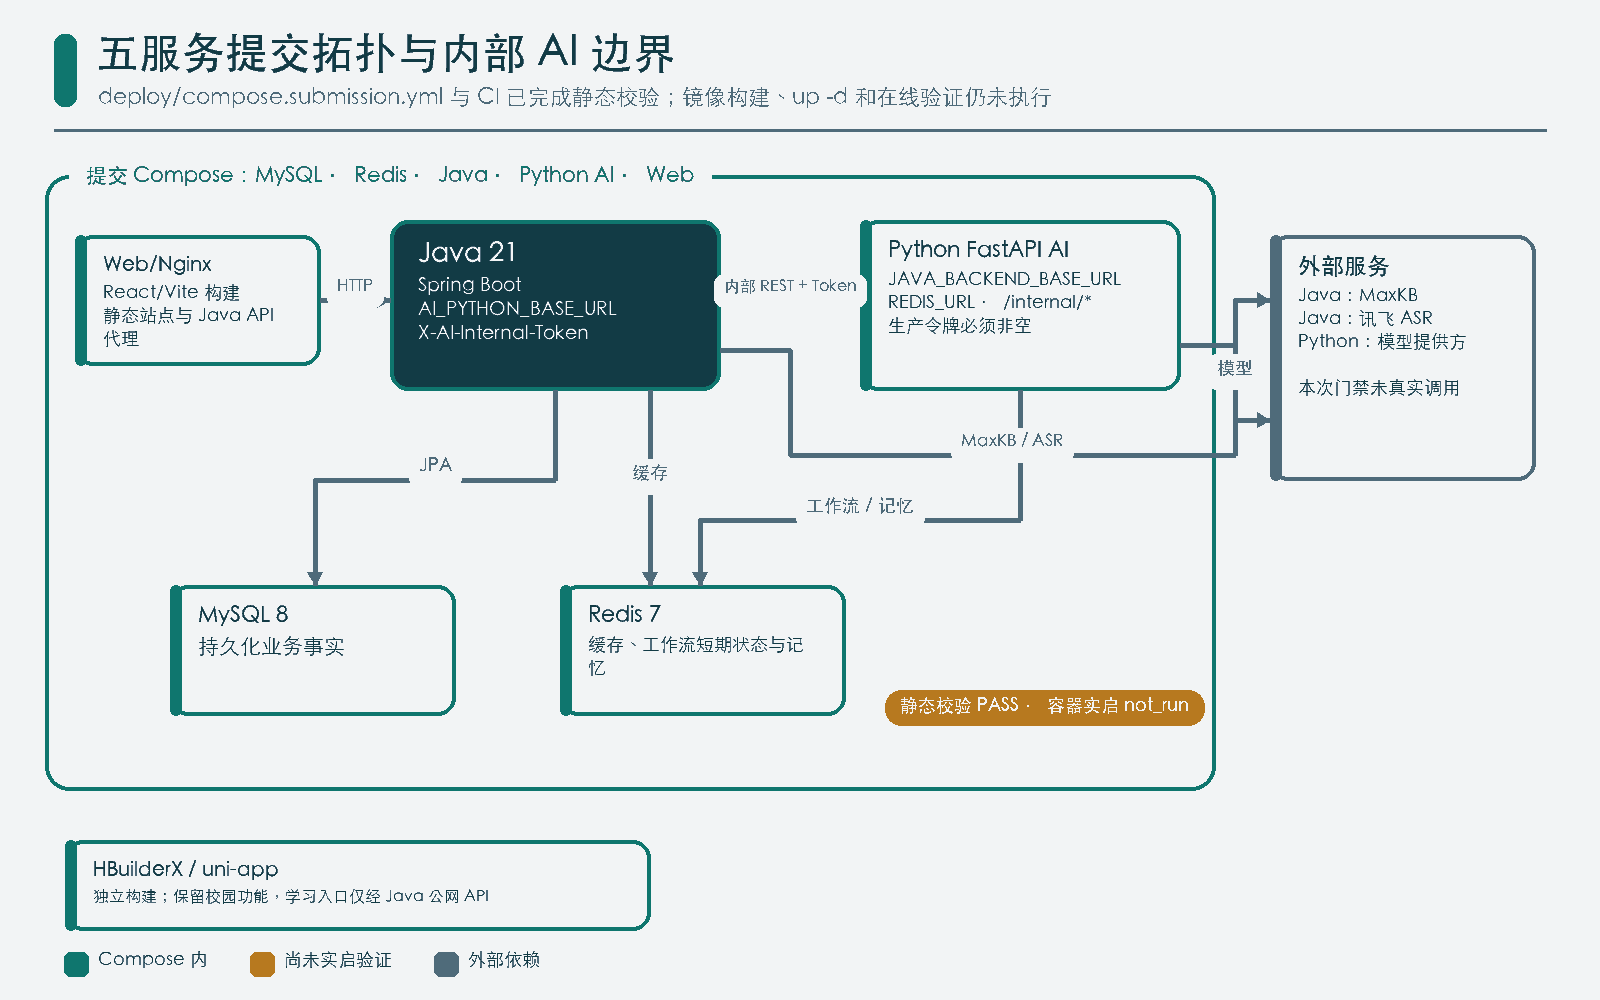 五服务提交拓扑与内部 AI 边界
deploy/compose.submission.yml 与 CI 已完成静态校验；镜像构建、up -d 和在线验证仍未执行
提交 Compose：MySQL · Redis · Java · Python AI · Web
Web/Nginx
React/Vite 构建
静态站点与 Java API
代理
HTTP
Java 21
Spring Boot
AI_PYTHON_BASE_URL
X-AI-Internal-Token
内部 REST + Token
Python FastAPI AI
JAVA_BACKEND_BASE_URL
REDIS_URL · /internal/*
生产令牌必须非空
外部服务
Java：MaxKB
Java：讯飞 ASR
Python：模型提供方
本次门禁未真实调用
模型
MaxKB / ASR
JPA
缓存
工作流 / 记忆
MySQL 8
持久化业务事实
Redis 7
缓存、工作流短期状态与记
忆
静态校验 PASS · 容器实启 not_run
HBuilderX / uni-app
独立构建；保留校园功能，学习入口仅经 Java 公网 API
Compose 内
尚未实启验证
外部依赖